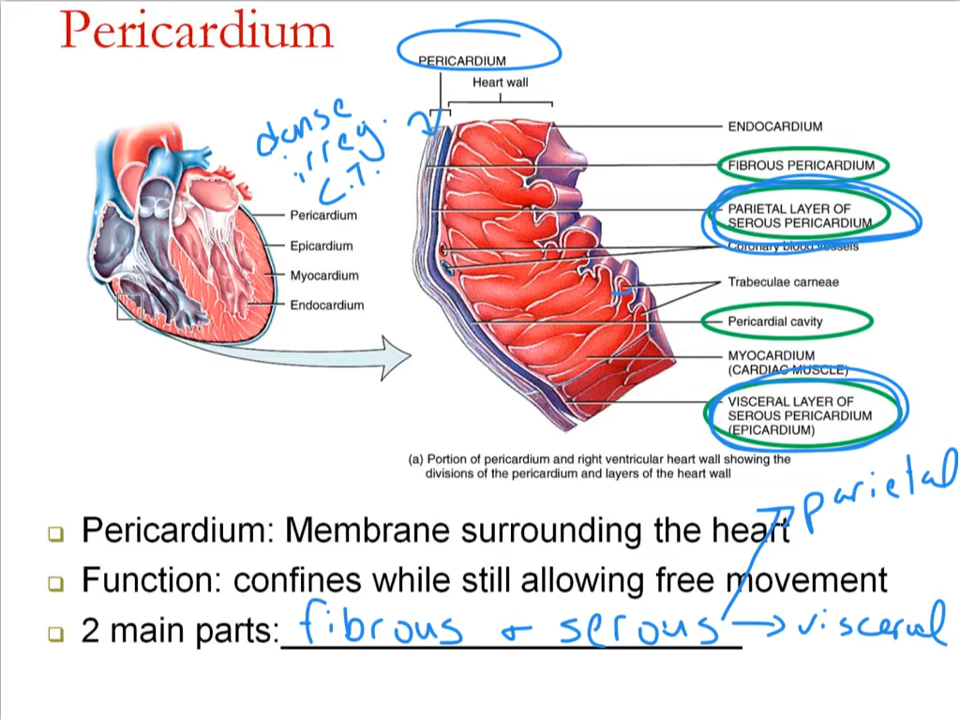 Pericardium
PERICARDIUM
Heart wall
dense
irreg.
C.T.
2
ENDOCARDIUM
FIBROUS PERICARDIUM
PARIETAL LAYER OF
SEROUS PERICARDIUM
Coronary blood vessels
Trabeculae carneae
Pericardial cavity
MYOCARDIUM
(CARDIAC MUSCLE)
VISCERAL LAYER OF
SEROUS PERICARDIUM
(EPICARDIUM)
Pericardium
Epicardium
Myocardium
Endocardium
(a) Portion of pericardium and right ventricular heart wall showing the
divisions of the pericardium and layers of the heart wall
parietal
Pericardium: Membrane surrounding the heart
Function: confines while still allowing free movement
2 main parts: fibrous & serous → visceral